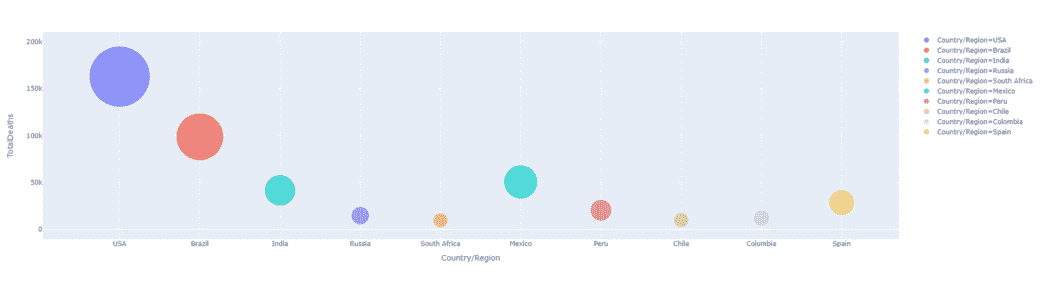 200k
150k
100k
50k
0
TotalDeaths
USA Brazil India Russia South Africa Mexico Peru Chile Colombia Spain
Country/Region
Country/Region=USA
Country/Region=Brazil
Country/Region=India
Country/Region=Russia
Country/Region=South Africa
Country/Region=Mexico
Country/Region=Peru
Country/Region=Chile
Country/Region=Colombia
Country/Region=Spain